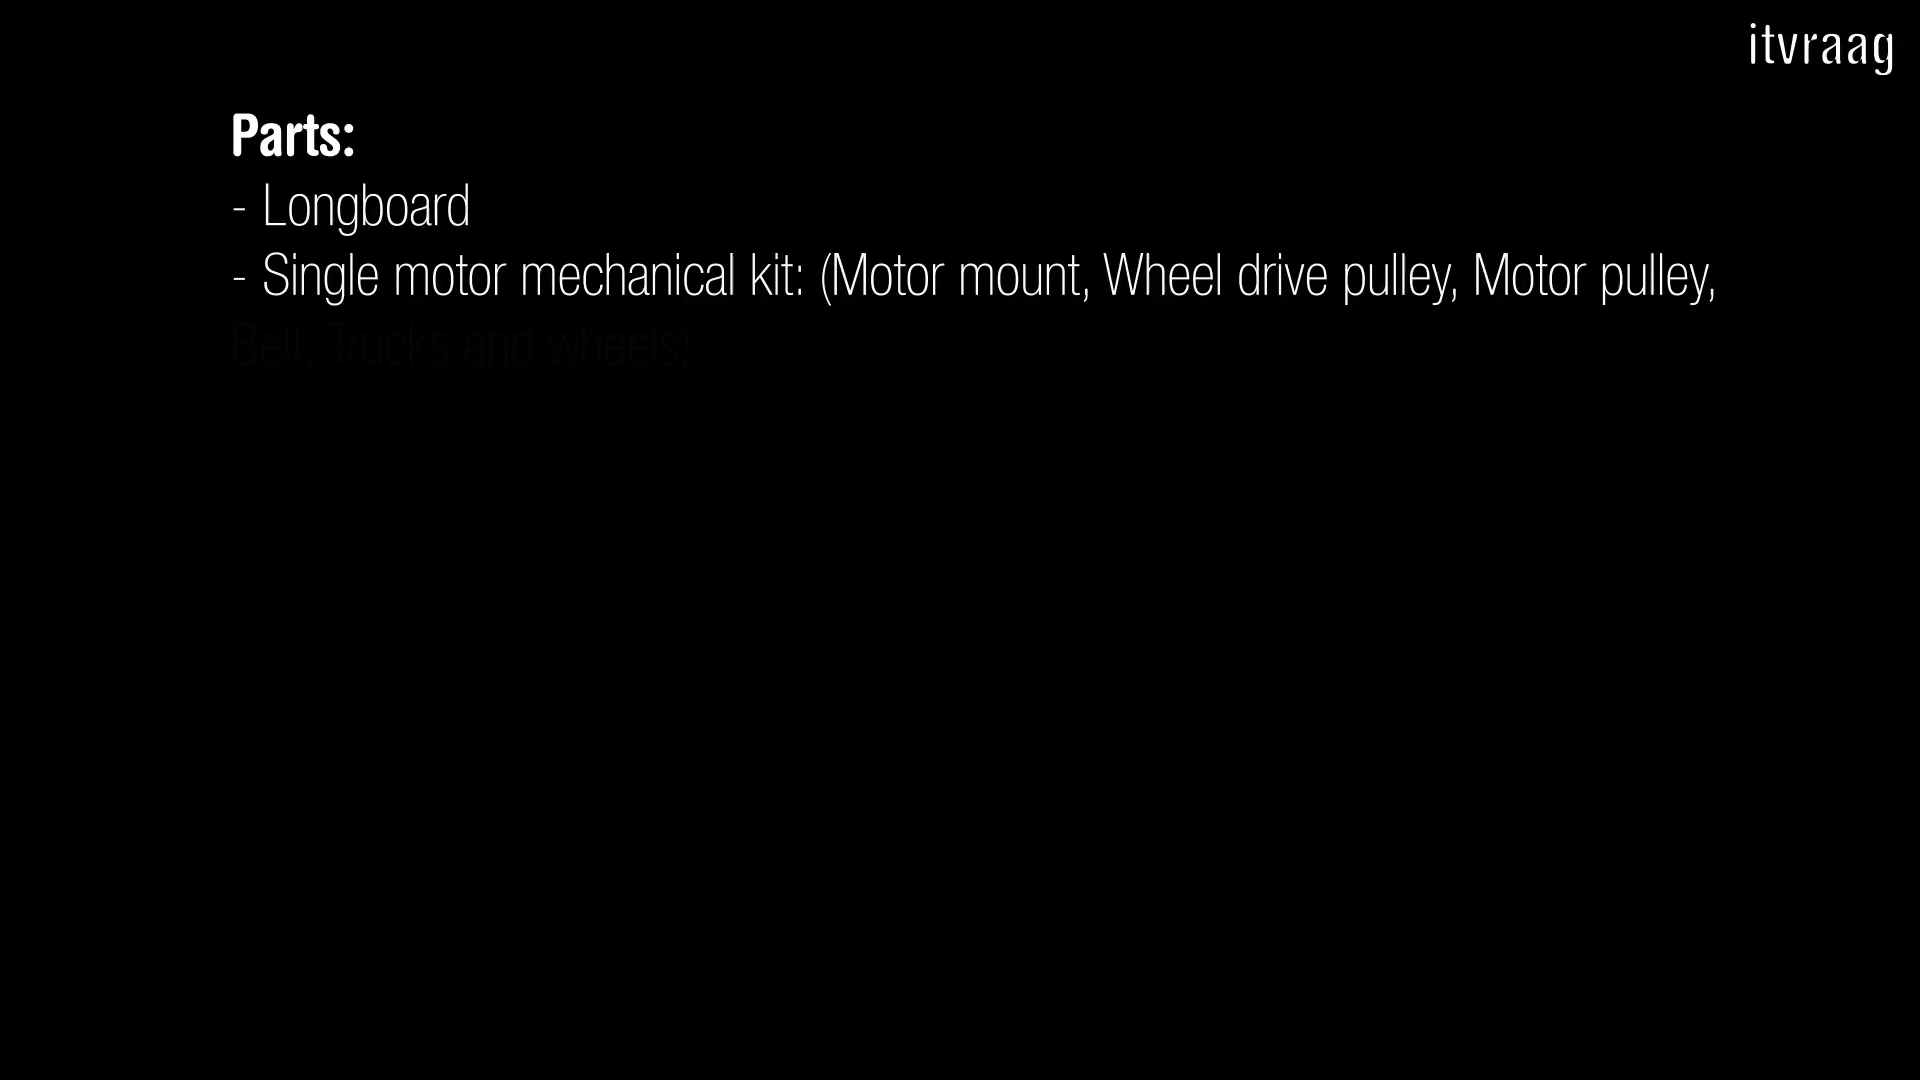 itvraag
Parts:
- Longboard
- Single motor mechanical kit: (Motor mount, Wheel drive pulley, Motor pulley,
Belt, Trucks and wheels)